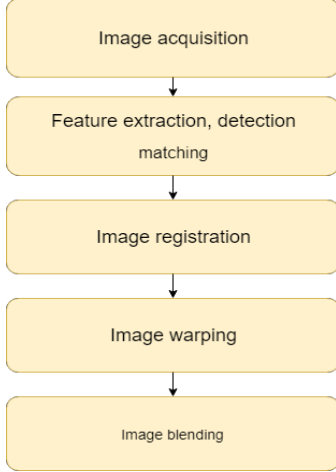 Image acquisition
Feature extraction, detection
matching
Image registration
Image warping
Image blending